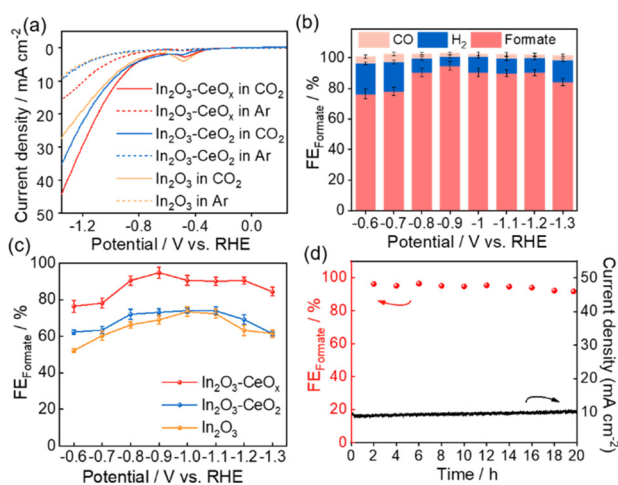 (a)
Current density / mA cm⁻²
0
10
20
30
40
50
In₂O₃-CeOₓ in CO₂
In₂O₃-CeOₓ in Ar
In₂O₃-CeO₂ in CO₂
In₂O₃-CeO₂ in Ar
In₂O₃ in CO₂
In₂O₃ in Ar
-1.2 -0.8 -0.4 0.0
Potential / V vs. RHE
(b)
CO H₂ Formate
FE_Formate / %
100
80
60
40
20
0
-0.6 -0.7 -0.8 -0.9 -1 -1.1 -1.2 -1.3
Potential / V vs. RHE
(c)
FE_Formate / %
100
80
60
40
20
0
In₂O₃-CeOₓ
In₂O₃-CeO₂
In₂O₃
-0.6 -0.7 -0.8 -0.9 -1.0 -1.1 -1.2 -1.3
Potential / V vs. RHE
(d)
FE_Formate / %
100
80
60
40
20
0
Current density (mA cm⁻²)
50
40
30
20
10
0
0 2 4 6 8 10 12 14 16 18 20
Time / h